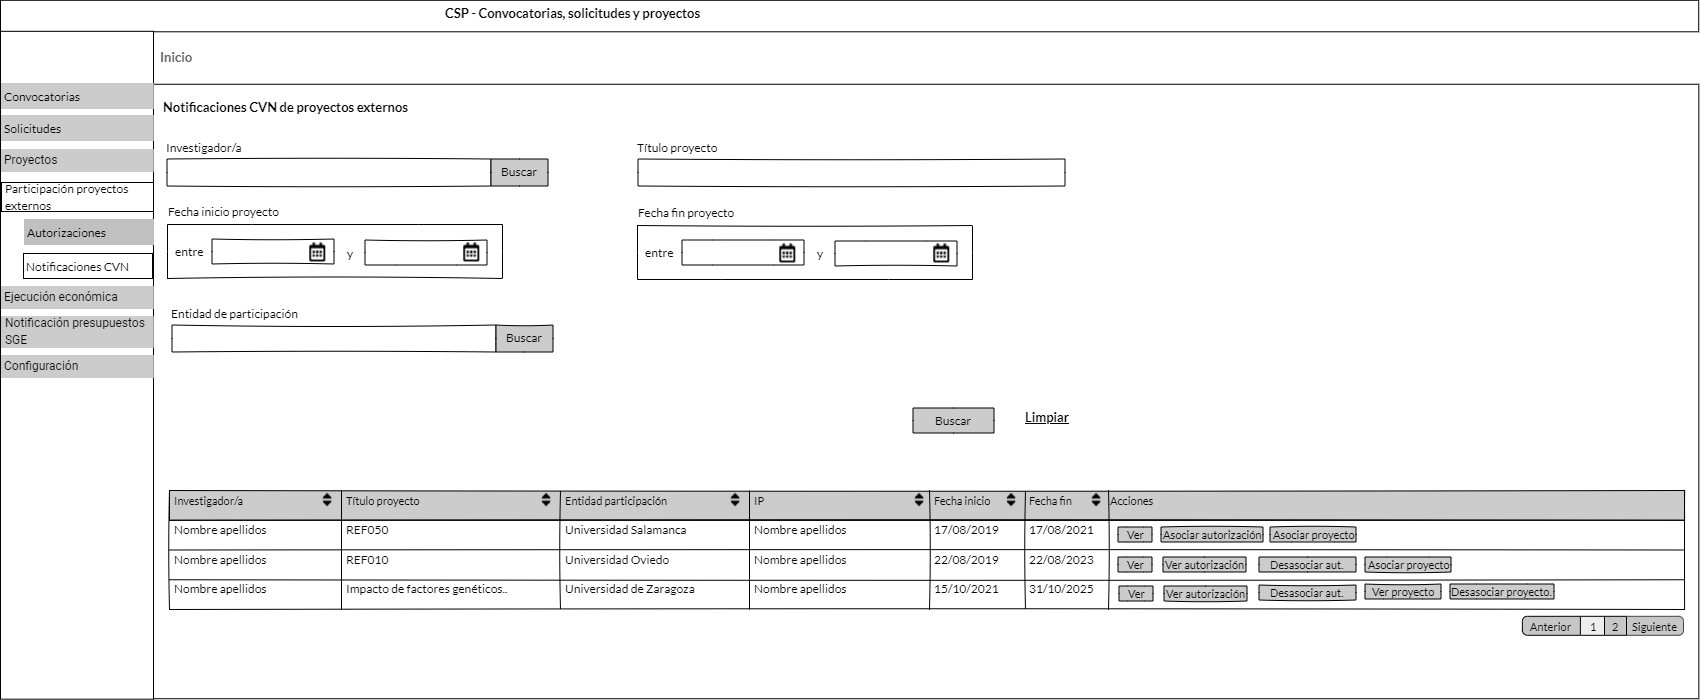 CSP - Convocatorias, solicitudes y proyectos
Inicio
Convocatorias
Solicitudes
Proyectos
Participación proyectos
externos
Autorizaciones
Notificaciones CVN
Ejecución económica
Notificación presupuestos
SGE
Configuración
Notificaciones CVN de proyectos externos
Investigador/a
Buscar
Título proyecto
Fecha inicio proyecto
entre y
Fecha fin proyecto
entre y
Entidad de participación
Buscar
Buscar Limpiar
Investigador/a Título proyecto Entidad participación IP Fecha inicio Fecha fin Acciones
Nombre apellidos REF050 Universidad Salamanca Nombre apellidos 17/08/2019 17/08/2021 Ver Asociar autorización Asociar proyecto
Nombre apellidos REF010 Universidad Oviedo Nombre apellidos 22/08/2019 22/08/2023 Ver Ver autorización Desasociar aut. Asociar proyecto
Nombre apellidos Impacto de factores genéticos.. Universidad de Zaragoza Nombre apellidos 15/10/2021 31/10/2025 Ver Ver autorización Desasociar aut. Ver proyecto Desasociar proyecto.
Anterior 1 2 Siguiente